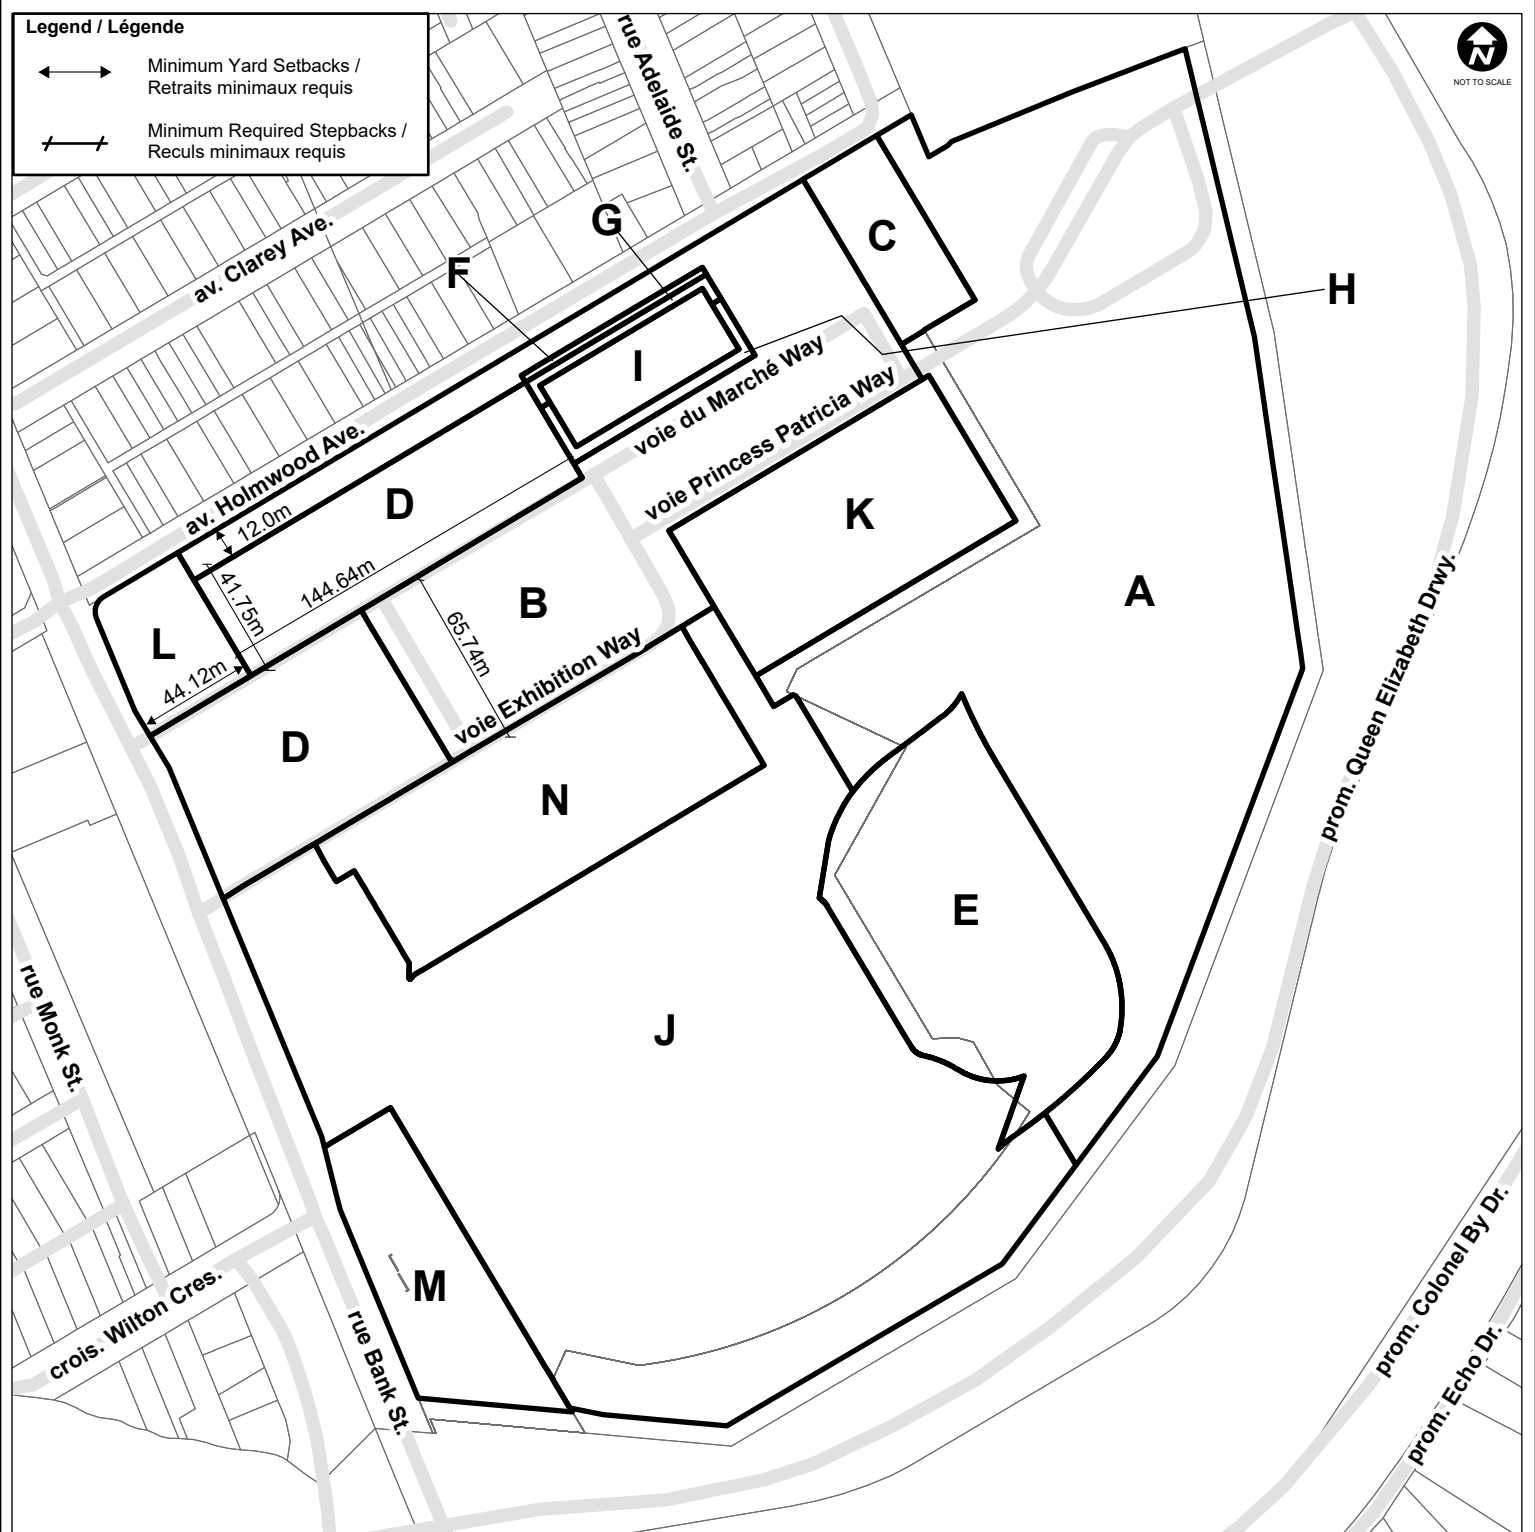 Legend / Légende
Minimum Yard Setbacks /
Retraits minimaux requis
Minimum Required Stepbacks /
Reculs minimaux requis
N
NOT TO SCALE
rue Adelaide St.
av. Clarey Ave.
G
F
C
H
I
voie du Marché Way
voie Princess Patricia Way
av. Holmwood Ave.
12.0m
D
K
144.64m
41.75m
B
A
L
65.74m
44.12m
voie Exhibition Way
D
N
prom. Queen Elizabeth Drwy.
E
rue Monk St.
J
M
crois. Wilton Cres.
rue Bank St.
prom. Colonel By Dr.
prom. Echo Dr.